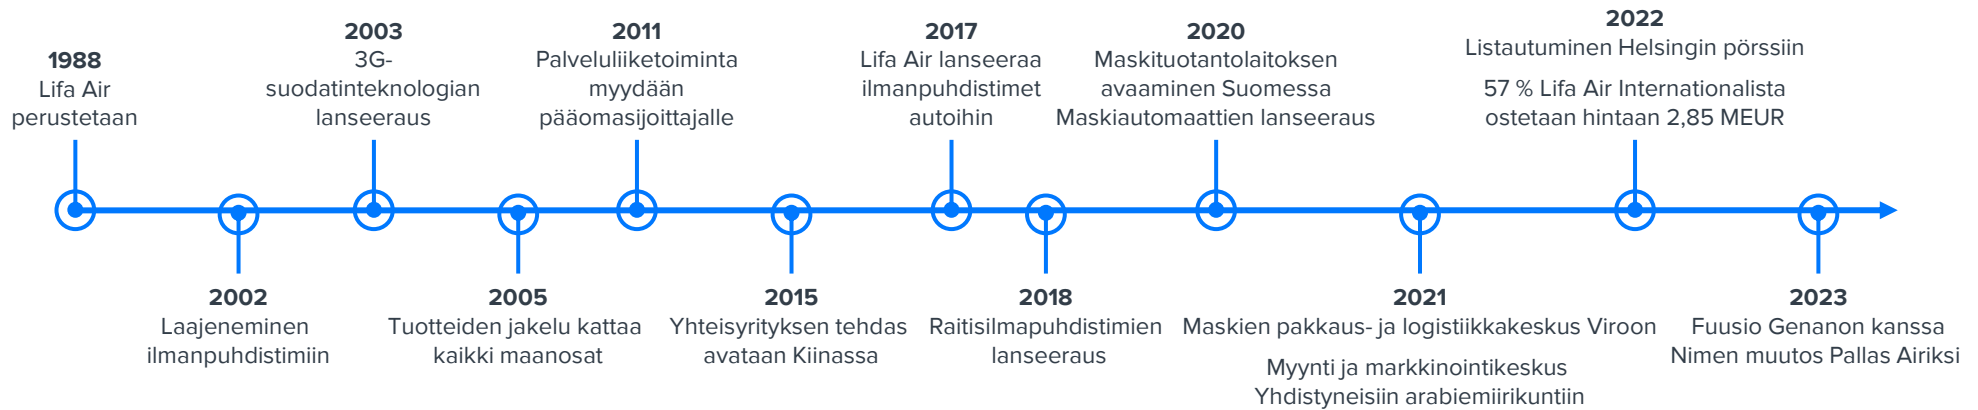 1988
Lifa Air
perustetaan
2002
Laajeneminen
ilmanpuhdistimiin
2003
3G-
suodatinteknologian
lanseeraus
2005
Tuotteiden jakelu kattaa
kaikki maanosat
2011
Palveluliiketoiminta
myydään
pääomasijoittajalle
2015
Yhteisyrityksen tehdas
avataan Kiinassa
2017
Lifa Air lanseeraa
ilmanpuhdistimet
autoihin
2018
Raitisilmapuhdistimien
lanseeraus
2020
Maskituotantolaitoksen
avaaminen Suomessa
Maskiautomaattien lanseeraus
2021
Maskien pakkaus- ja logistiikkakeskus Viroon
Myynti ja markkinointikeskus
Yhdistyneisiin arabiemiirikuntiin
2022
Listautuminen Helsingin pörssiin
57 % Lifa Air Internationalista
ostetaan hintaan 2,85 MEUR
2023
Fuusio Genanon kanssa
Nimen muutos Pallas Airiksi